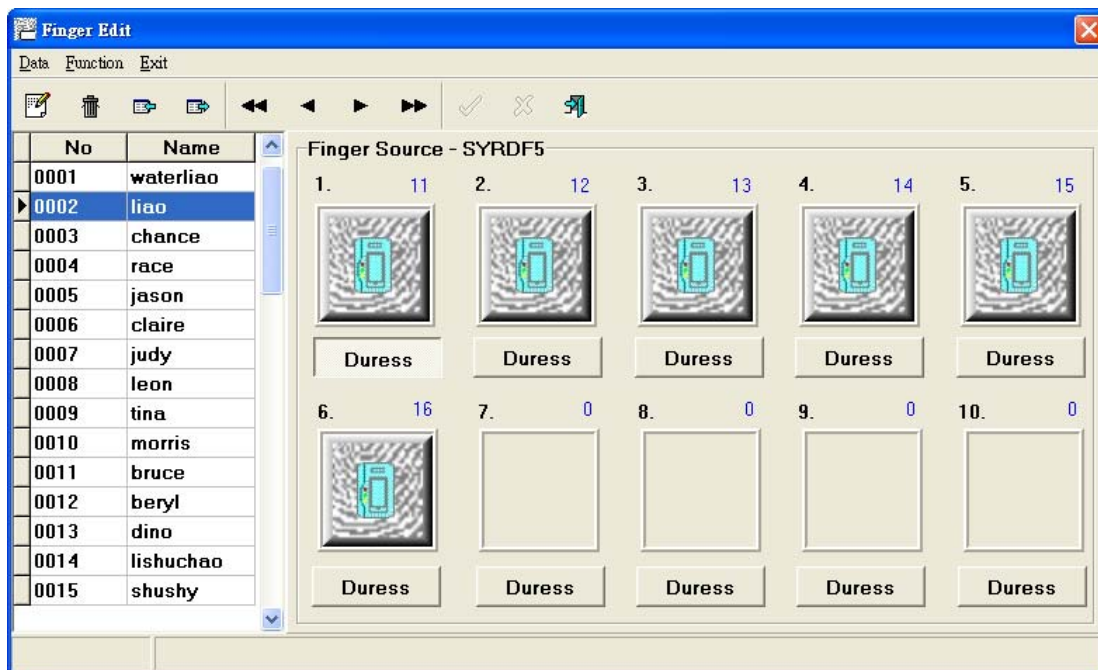 Finger Edit
Data Function Exit
No Name
0001 waterliao
0002 liao
0003 chance
0004 race
0005 jason
0006 claire
0007 judy
0008 leon
0009 tina
0010 morris
0011 bruce
0012 beryl
0013 dino
0014 lishuchao
0015 shushy
Finger Source - SYRDF5
1. 11 2. 12 3. 13 4. 14 5. 15
Duress Duress Duress Duress Duress
6. 16 7. 0 8. 0 9. 0 10. 0
Duress Duress Duress Duress Duress